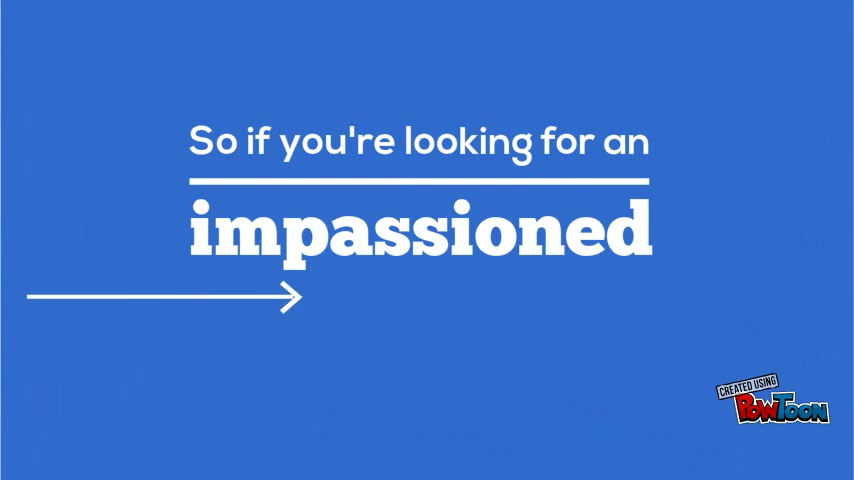 So if you're looking for an
impassioned
CREATED USING
POWTOON